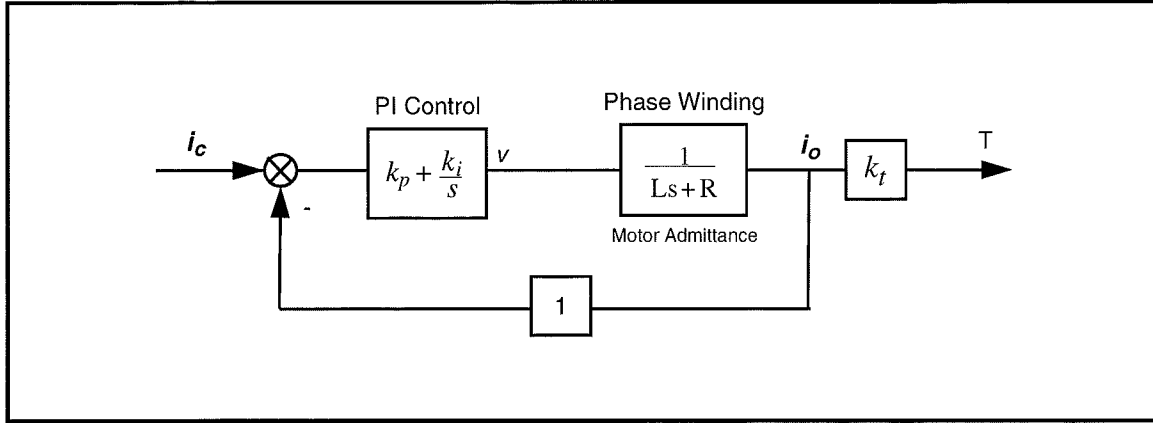 PI Control
Phase Winding
i_c
k_p + k_i/s
v
1/(Ls+R)
i_o
k_t
T
-
Motor Admittance
1